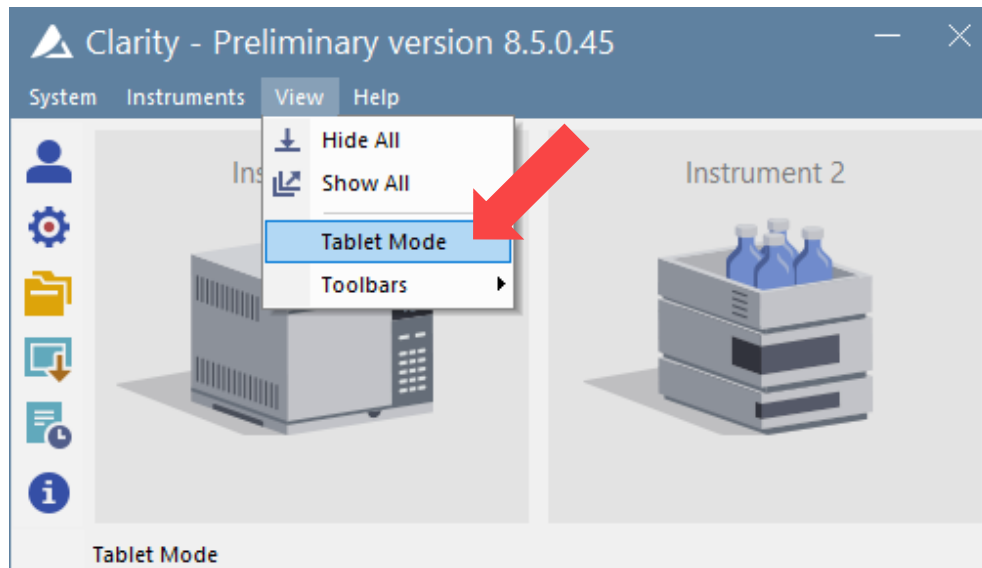 Clarity - Preliminary version 8.5.0.45
System Instruments View Help
Hide All
Show All
Tablet Mode
Toolbars
Ins
Instrument 2
Tablet Mode